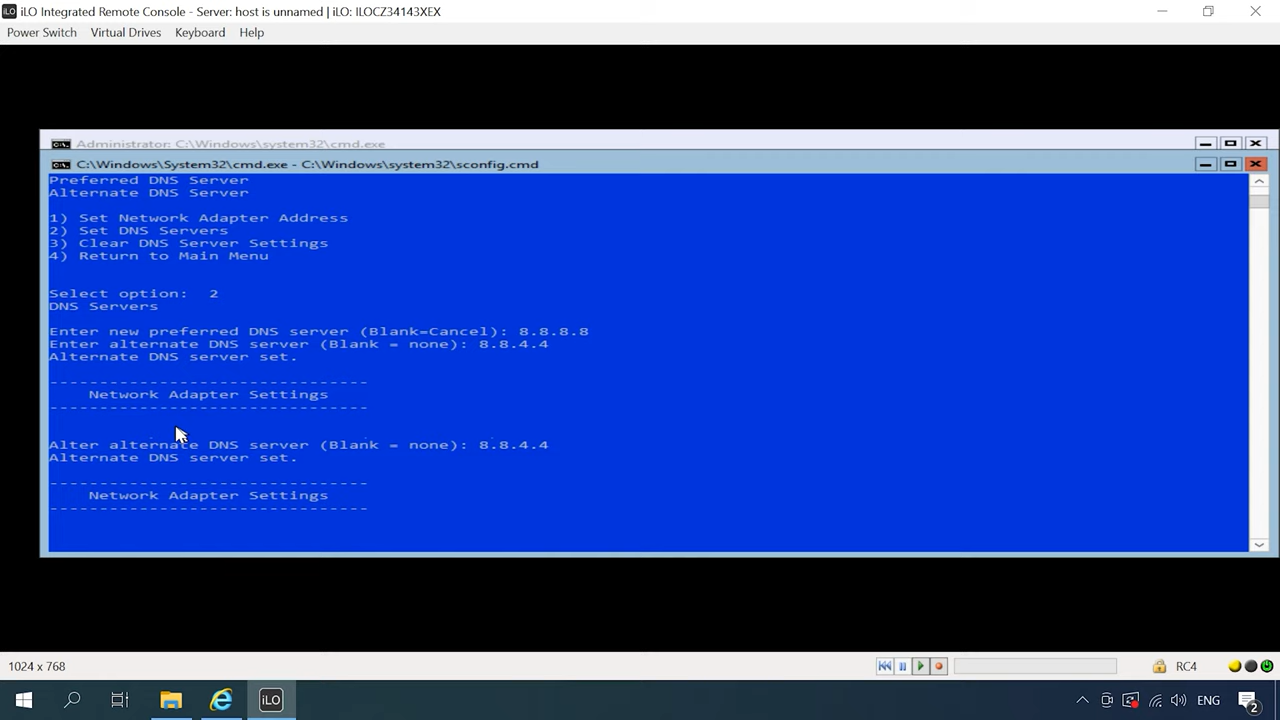 iLO Integrated Remote Console - Server: host is unnamed | iLO: ILOCZ34143XEX
Power Switch Virtual Drives Keyboard Help
Administrator: C:\Windows\system32\cmd.exe
C:\Windows\System32\cmd.exe - C:\Windows\system32\sconfig.cmd
Preferred DNS Server
Alternate DNS Server
1) Set Network Adapter Address
2) Set DNS Servers
3) Clear DNS Server Settings
4) Return to Main Menu
Select option: 2
DNS Servers
Enter new preferred DNS server (Blank=Cancel): 8.8.8.8
Enter alternate DNS server (Blank = none): 8.8.4.4
Alternate DNS server set.
--------------------------------
Network Adapter Settings
--------------------------------
Alter alternate DNS server (Blank = none): 8.8.4.4
Alternate DNS server set.
--------------------------------
Network Adapter Settings
--------------------------------
1024 x 768 RC4
iLO ENG 2